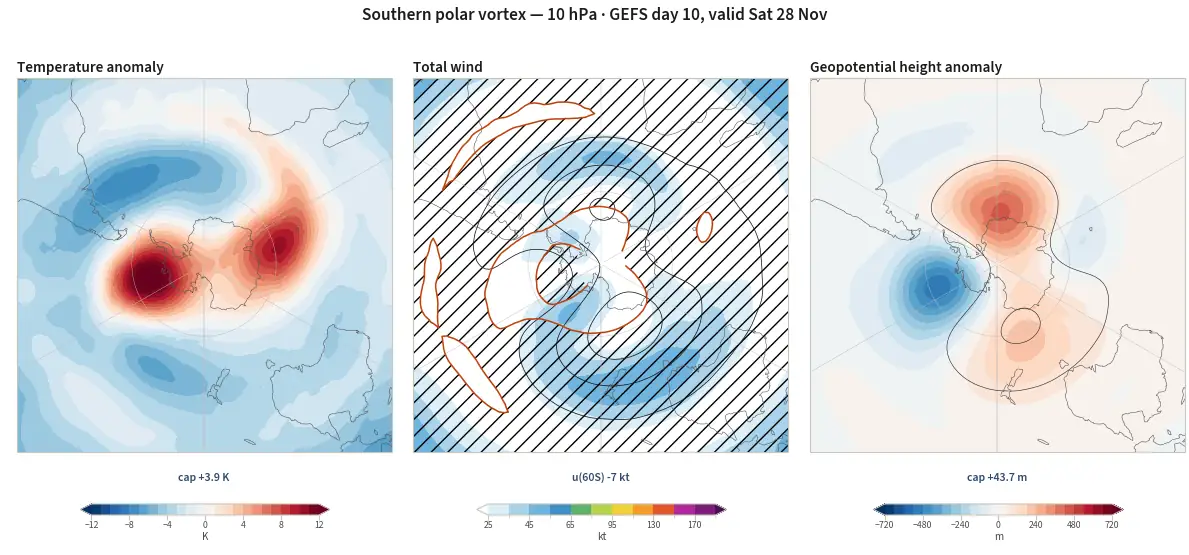 Southern polar vortex — 10 hPa · GEFS day 10, valid Sat 28 Nov
Temperature anomaly
Total wind
Geopotential height anomaly
cap +3.9 K
u(60S) -7 kt
cap +43.7 m
−12 −8 −4 0 4 8 12
K
25 45 65 95 130 170
kt
−720 −480 −240 0 240 480 720
m